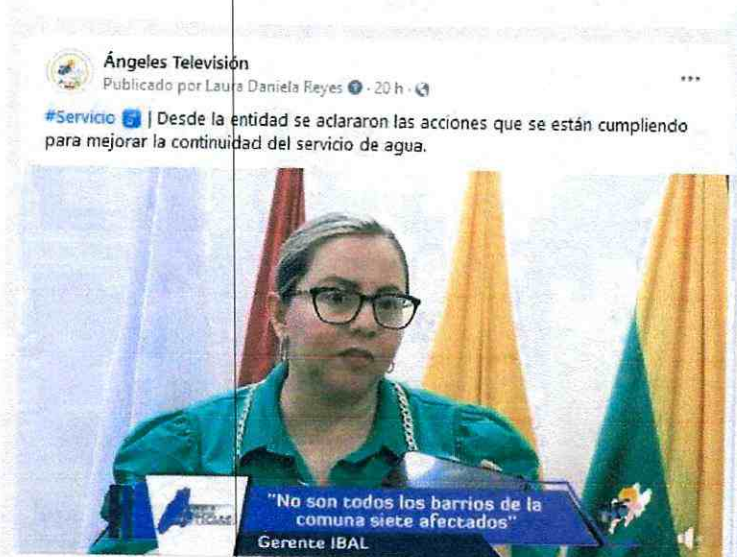 Ángeles Televisión
Publicado por Laura Daniela Reyes · 20 h ·
#Servicio | Desde la entidad se aclararon las acciones que se están cumpliendo
para mejorar la continuidad del servicio de agua.
"No son todos los barrios de la
comuna siete afectados"
Gerente IBAL